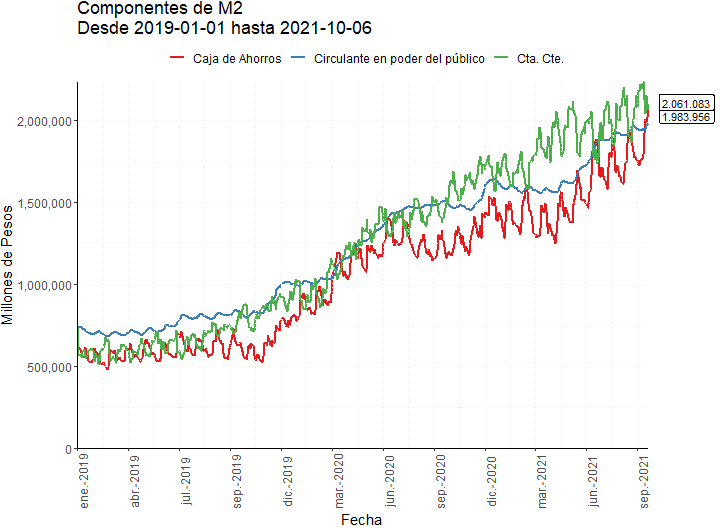 Componentes de M2
Desde 2019-01-01 hasta 2021-10-06
Caja de Ahorros Circulante en poder del público Cta. Cte.
Millones de Pesos
2,000,000
1,500,000
1,000,000
500,000
0
2.061.083
1.983.956
ene.-2019
abr.-2019
jul.-2019
sep.-2019
dic.-2019
mar.-2020
jun.-2020
sep.-2020
dic.-2020
mar.-2021
jun.-2021
sep.-2021
Fecha